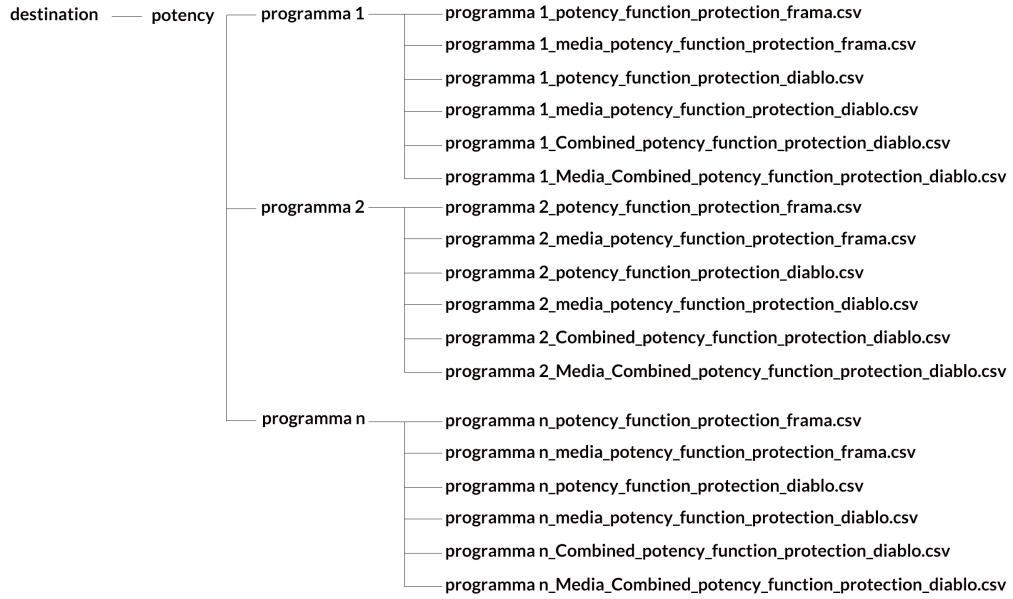 destination
potency
programma 1
programma 1_potency_function_protection_frama.csv
programma 1_media_potency_function_protection_frama.csv
programma 1_potency_function_protection_diablo.csv
programma 1_media_potency_function_protection_diablo.csv
programma 1_Combined_potency_function_protection_diablo.csv
programma 1_Media_Combined_potency_function_protection_diablo.csv
programma 2
programma 2_potency_function_protection_frama.csv
programma 2_media_potency_function_protection_frama.csv
programma 2_potency_function_protection_diablo.csv
programma 2_media_potency_function_protection_diablo.csv
programma 2_Combined_potency_function_protection_diablo.csv
programma 2_Media_Combined_potency_function_protection_diablo.csv
programma n
programma n_potency_function_protection_frama.csv
programma n_media_potency_function_protection_frama.csv
programma n_potency_function_protection_diablo.csv
programma n_media_potency_function_protection_diablo.csv
programma n_Combined_potency_function_protection_diablo.csv
programma n_Media_Combined_potency_function_protection_diablo.csv